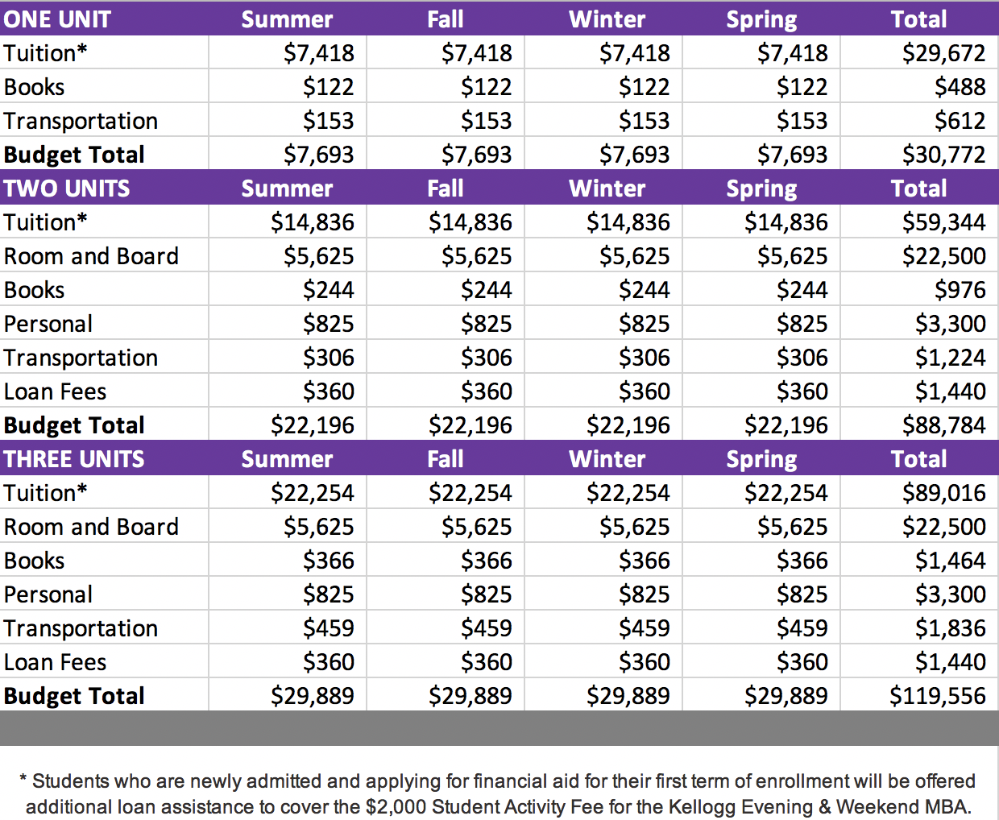 ONE UNIT Summer Fall Winter Spring Total
Tuition* $7,418 $7,418 $7,418 $7,418 $29,672
Books $122 $122 $122 $122 $488
Transportation $153 $153 $153 $153 $612
Budget Total $7,693 $7,693 $7,693 $7,693 $30,772
TWO UNITS Summer Fall Winter Spring Total
Tuition* $14,836 $14,836 $14,836 $14,836 $59,344
Room and Board $5,625 $5,625 $5,625 $5,625 $22,500
Books $244 $244 $244 $244 $976
Personal $825 $825 $825 $825 $3,300
Transportation $306 $306 $306 $306 $1,224
Loan Fees $360 $360 $360 $360 $1,440
Budget Total $22,196 $22,196 $22,196 $22,196 $88,784
THREE UNITS Summer Fall Winter Spring Total
Tuition* $22,254 $22,254 $22,254 $22,254 $89,016
Room and Board $5,625 $5,625 $5,625 $5,625 $22,500
Books $366 $366 $366 $366 $1,464
Personal $825 $825 $825 $825 $3,300
Transportation $459 $459 $459 $459 $1,836
Loan Fees $360 $360 $360 $360 $1,440
Budget Total $29,889 $29,889 $29,889 $29,889 $119,556
* Students who are newly admitted and applying for financial aid for their first term of enrollment will be offered
additional loan assistance to cover the $2,000 Student Activity Fee for the Kellogg Evening & Weekend MBA.